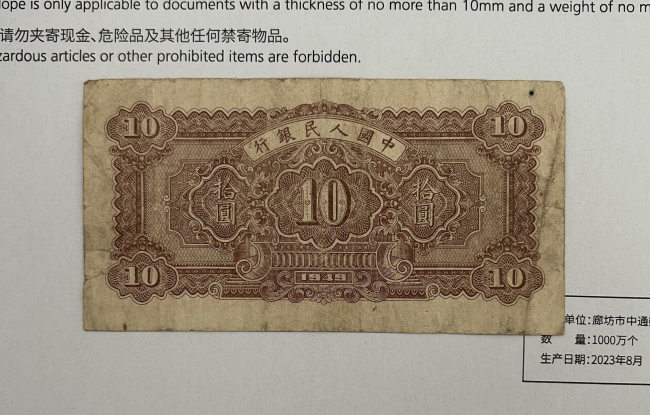 lope is only applicable to documents with a thickness of no more than 10mm and a weight of no m
请勿夹寄现金、危险品及其他任何禁寄物品。
zardous articles or other prohibited items are forbidden.
10 10
行銀民人國中
拾圓 10 拾圓
10 1949 10
单位:廊坊市中通
数 量:1000万个
生产日期:2023年8月